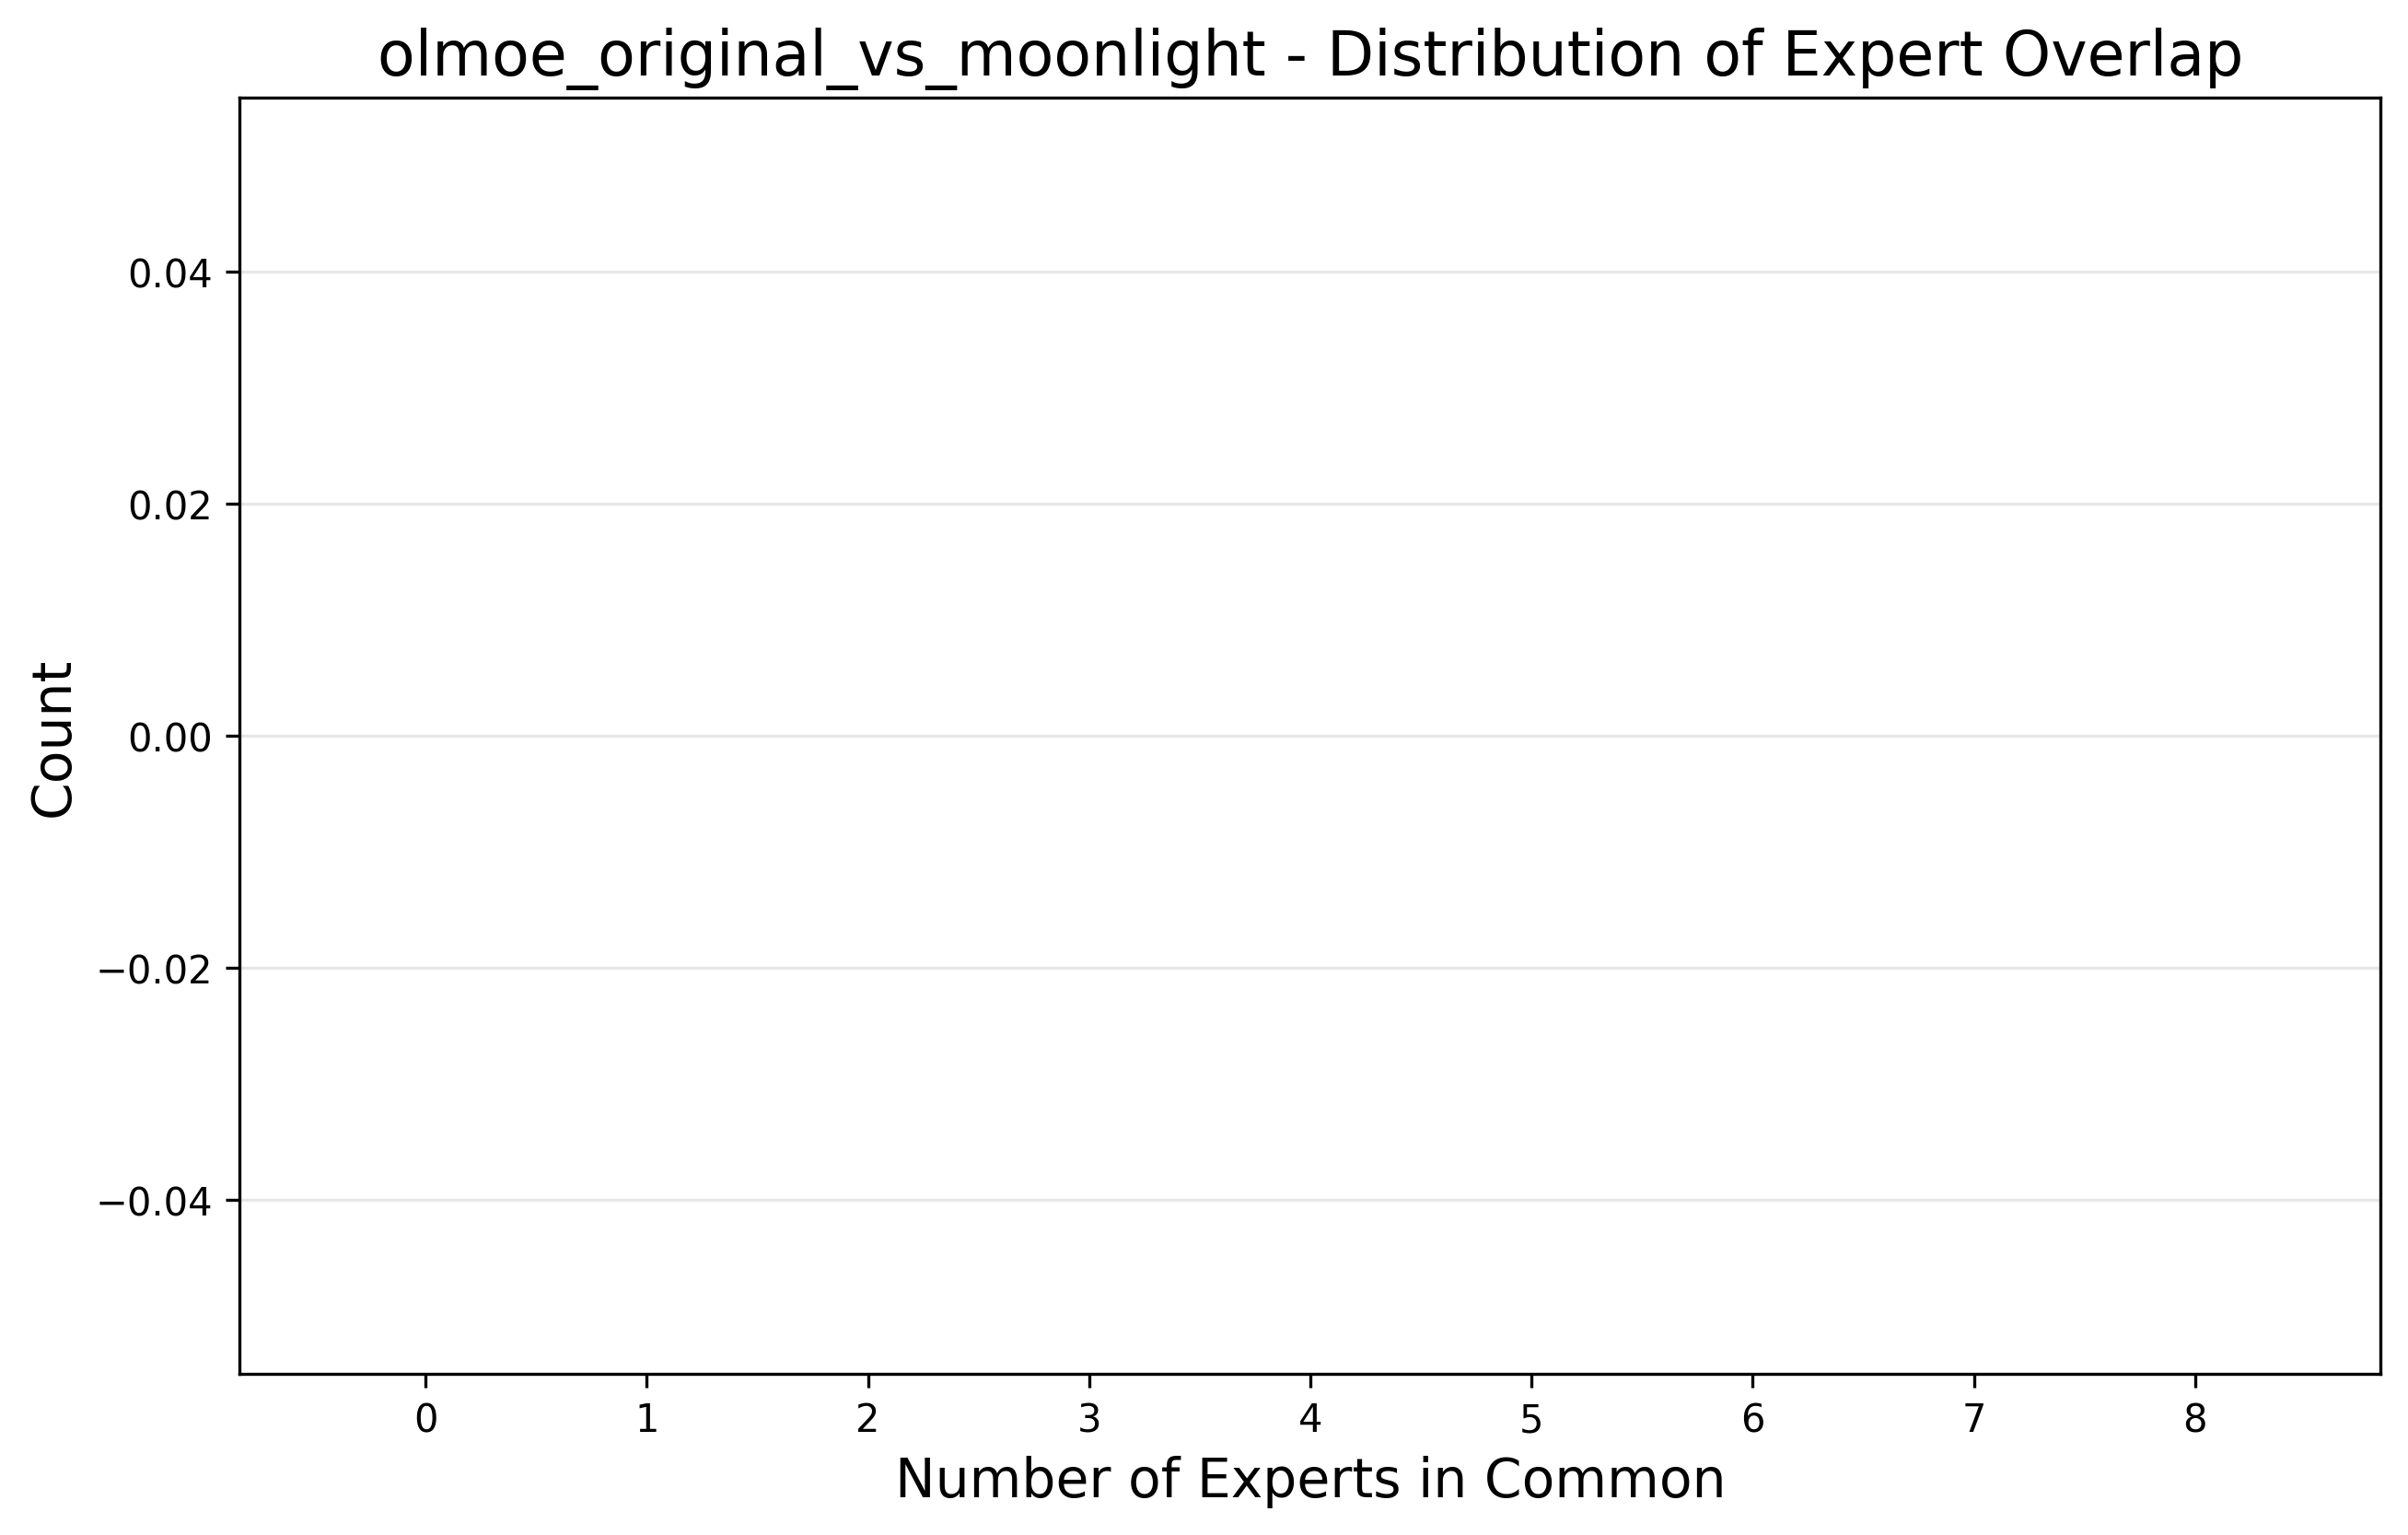 olmoe_original_vs_moonlight - Distribution of Expert Overlap
0.04
0.02
0.00
−0.02
−0.04
Count
0 1 2 3 4 5 6 7 8
Number of Experts in Common